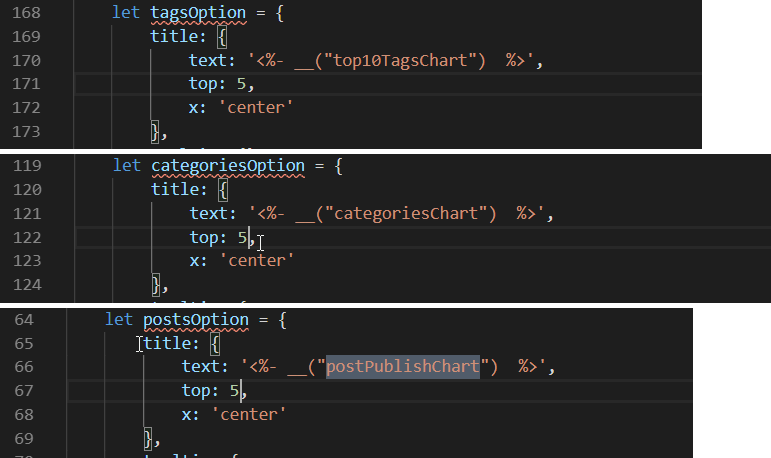 168 let tagsOption = {
169 title: {
170 text: '<%- __("top10TagsChart")  %>',
171 top: 5,
172 x: 'center'
173 },
119 let categoriesOption = {
120 title: {
121 text: '<%- __("categoriesChart")  %>',
122 top: 5,
123 x: 'center'
124 },
64 let postsOption = {
65 title: {
66 text: '<%- __("postPublishChart")  %>',
67 top: 5,
68 x: 'center'
69 },